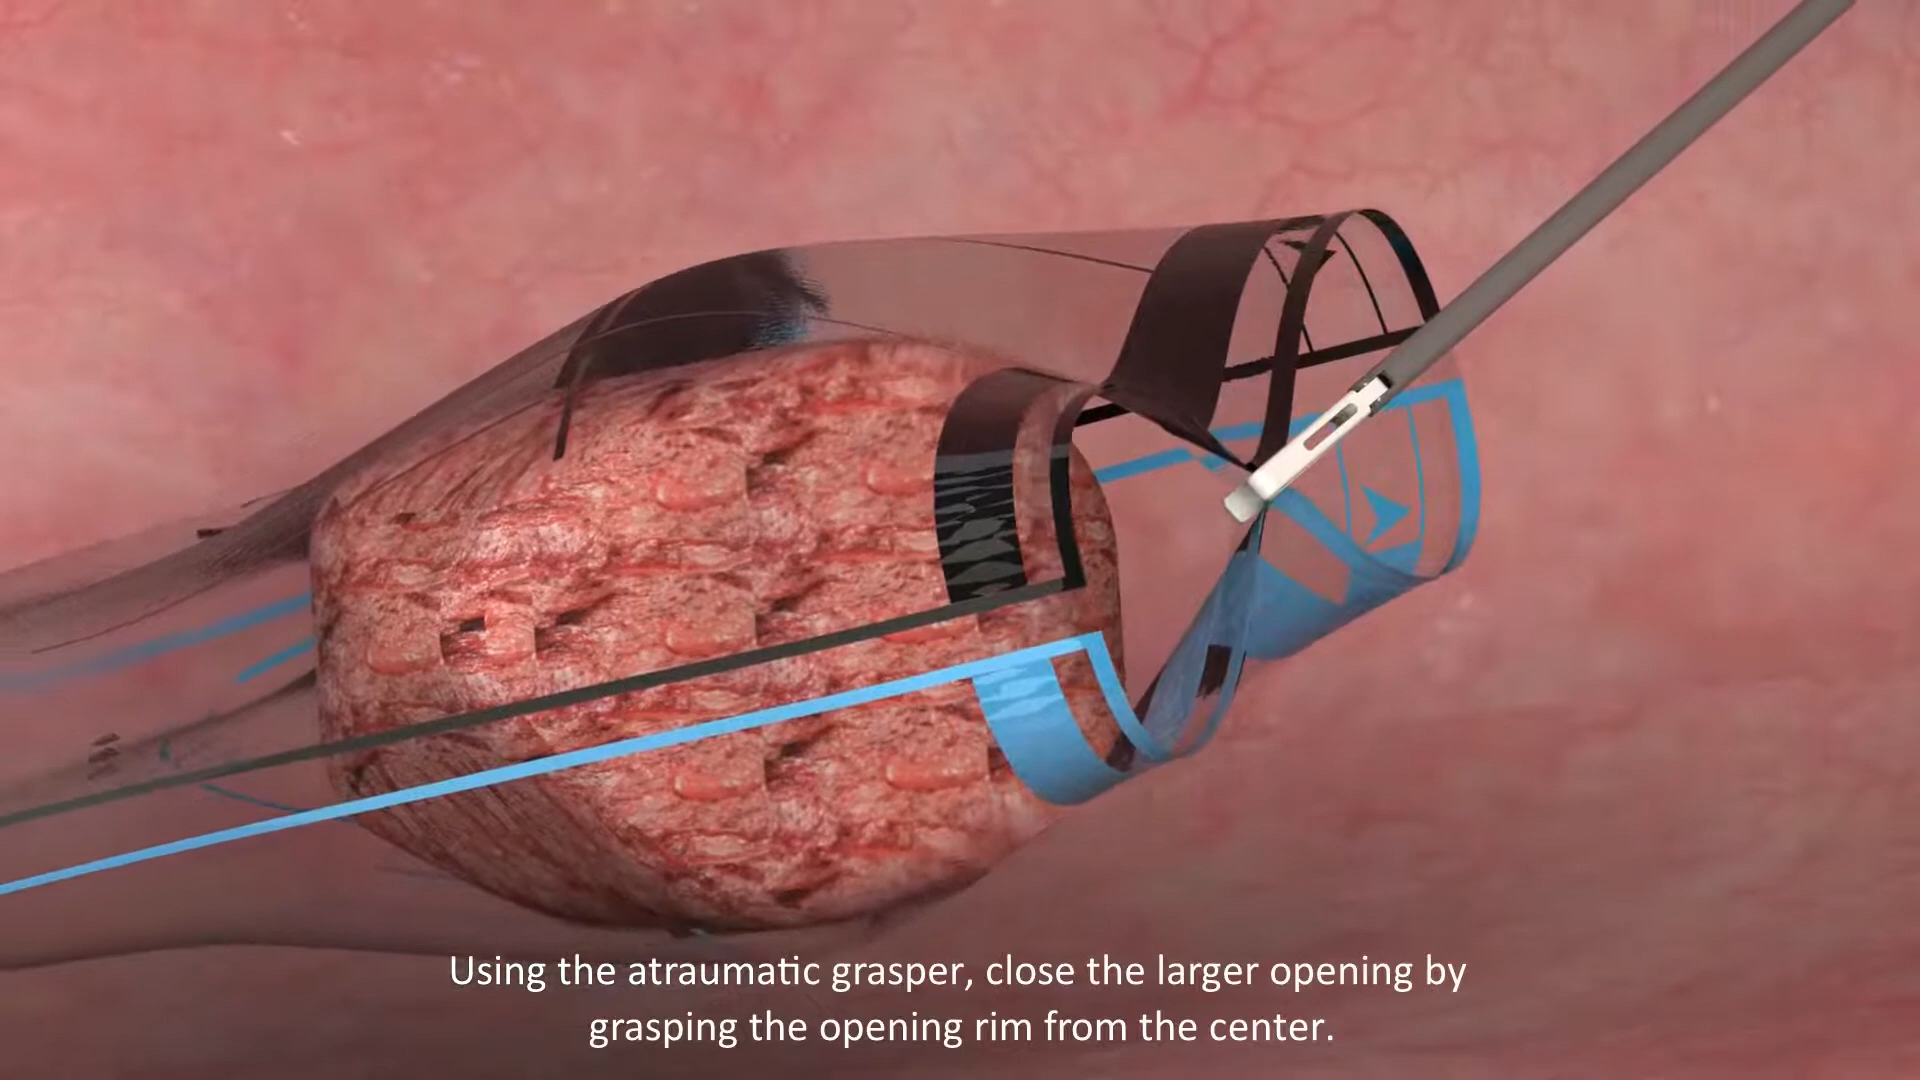 Using the atraumatic grasper, close the larger opening by
grasping the opening rim from the center.